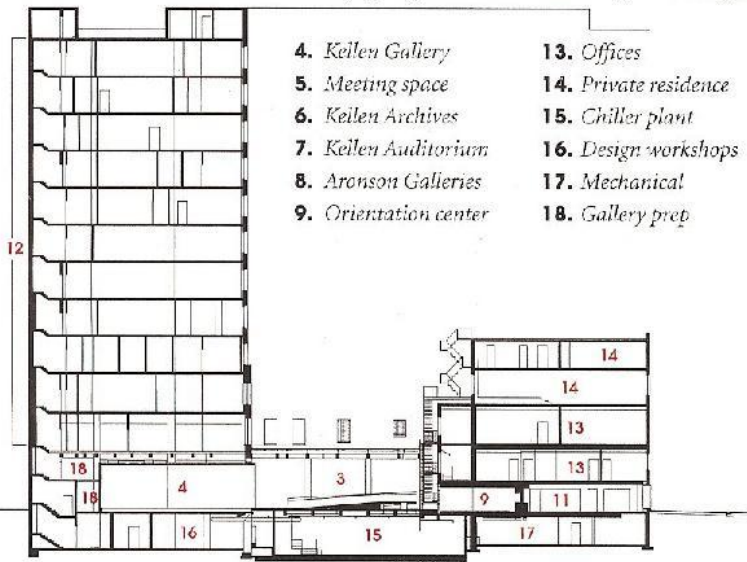 4. Kellen Gallery
5. Meeting space
6. Kellen Archives
7. Kellen Auditorium
8. Aronson Galleries
9. Orientation center
13. Offices
14. Private residence
15. Chiller plant
16. Design workshops
17. Mechanical
18. Gallery prep
12
14
14
13
18
3
13
18
4
9
11
16
15
17